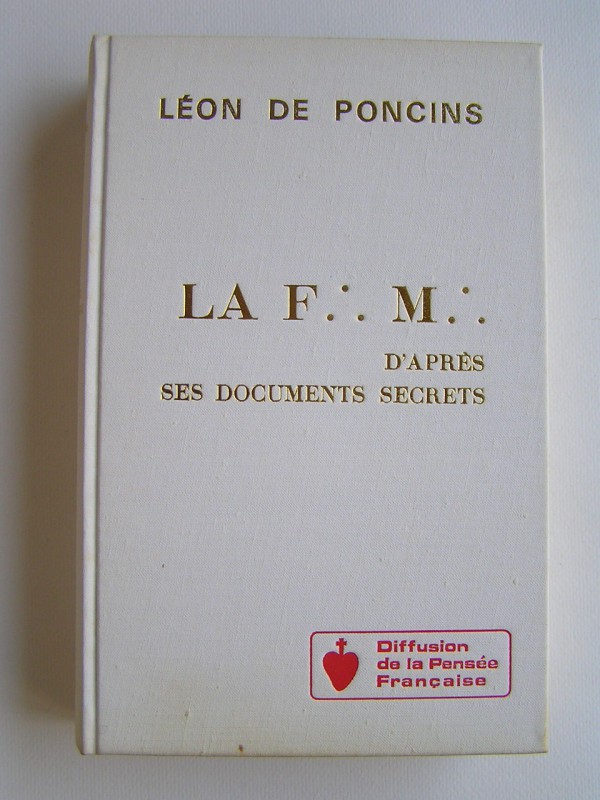 LÉON DE PONCINS
LA F∴ M∴
D'APRÈS
SES DOCUMENTS SECRETS
Diffusion
de la Pensée
Française